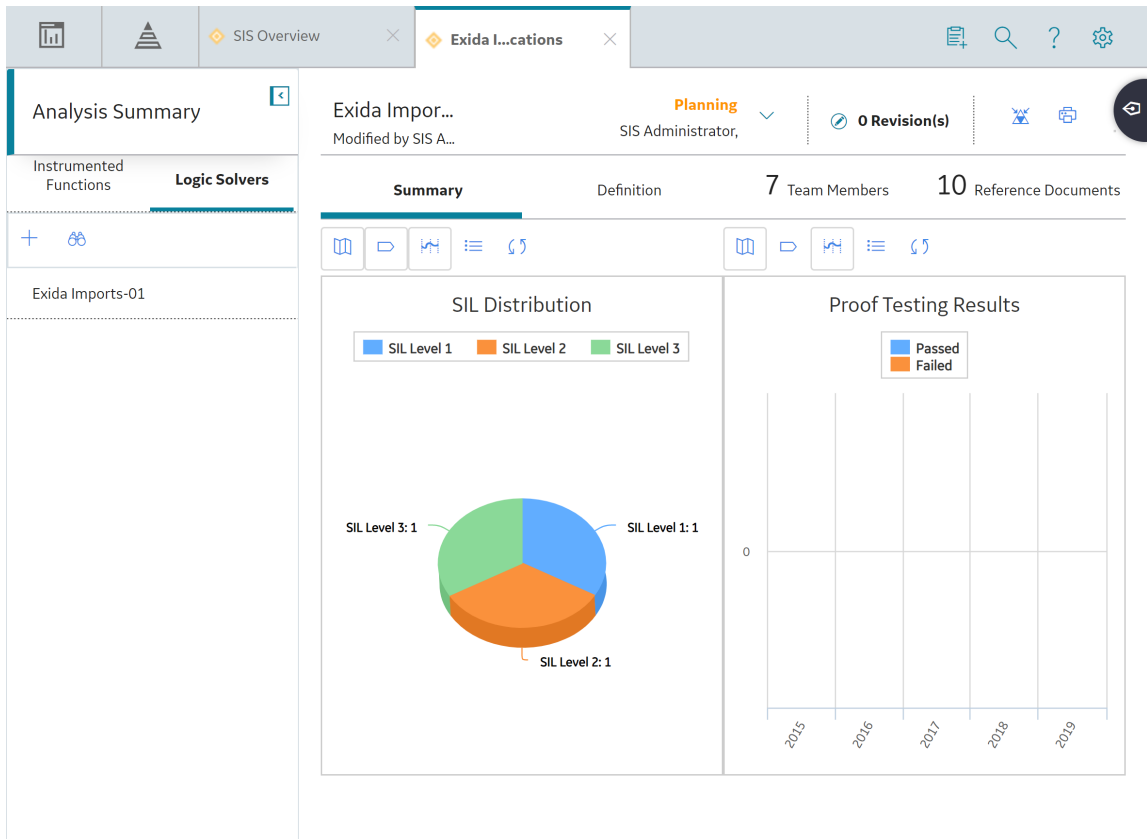 SIS Overview
Exida I...cations
Analysis Summary
Exida Impor...
Modified by SIS A...
Planning
SIS Administrator,
0 Revision(s)
Instrumented
Functions
Logic Solvers
Summary
Definition
7 Team Members
10 Reference Documents
Exida Imports-01
SIL Distribution
SIL Level 1
SIL Level 2
SIL Level 3
SIL Level 3: 1
SIL Level 1: 1
SIL Level 2: 1
Proof Testing Results
Passed
Failed
0
2015
2016
2017
2018
2019